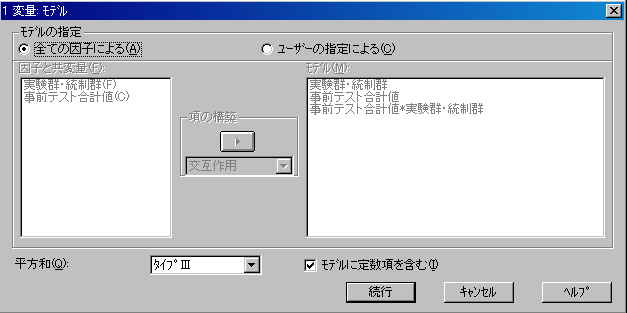 1 変量: モデル
モデルの指定
全ての因子による(A)
ユーザーの指定による(C)
因子と共変量(F):
実験群・統制群(F)
事前テスト合計値(C)
項の構築
交互作用
モデル(M):
実験群・統制群
事前テスト合計値
事前テスト合計値*実験群・統制群
平方和(Q):
タイプ III
モデルに定数項を含む(I)
続行
キャンセル
ヘルプ